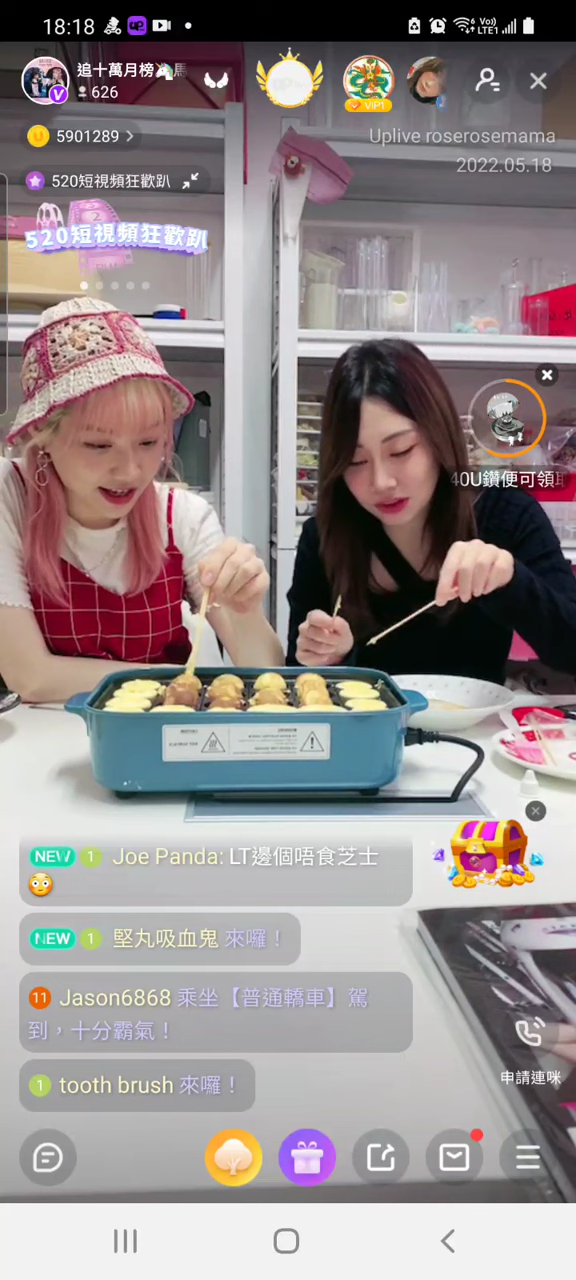 18:18
Vo))
LTE1
追十萬月榜🦄馬
626
VIP1
5901289
Uplive roserosemama
2022.05.18
520短視頻狂歡趴
520短視頻狂歡趴
40U鑽便可領取
NEW 1 Joe Panda: LT邊個唔食芝士
😳
NEW 1 堅丸吸血鬼 來囉！
11 Jason6868 乘坐【普通轎車】駕
到，十分霸氣！
1 tooth brush 來囉！
申請連咪